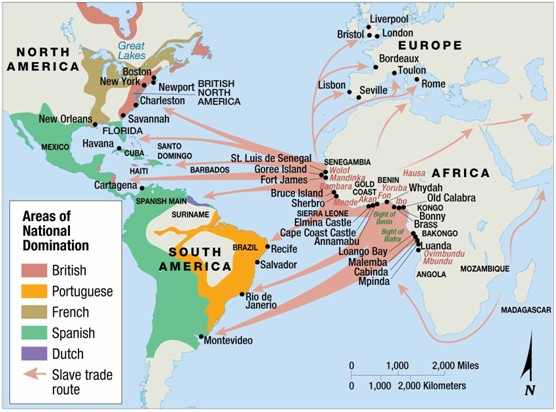 NORTH
AMERICA
Great
Lakes
Boston
New York
Newport
BRITISH
NORTH
AMERICA
Charleston
Savannah
New Orleans
FLORIDA
Havana
MEXICO
CUBA
SANTO
DOMINGO
HAITI
BARBADOS
Cartagena
SPANISH MAIN
SURINAME
SOUTH
AMERICA
BRAZIL
Recife
Salvador
Rio de
Janerio
Montevideo
Liverpool
Bristol
London
EUROPE
Bordeaux
Toulon
Lisbon
Seville
Rome
AFRICA
St. Luis de Senegal
Goree Island
Fort James
SENEGAMBIA
Wolof
Mandinka
Bambara
Bruce Island
Sherbro
Mende
SIERRA LEONE
GOLD
COAST
Akan
BENIN
Fon
Yoruba
Hausa
Ibo
Whydah
Old Calabra
KONGO
Bonny
Brass
Elmina Castle
Cape Coast Castle
Annamabu
Bight of
Benin
Bight of
Biafra
BAKONGO
Luanda
Ovimbundu
Mbundu
Loango Bay
Malemba
Cabinda
Mpinda
ANGOLA
MOZAMBIQUE
MADAGASCAR
Areas of
National
Domination
British
Portuguese
French
Spanish
Dutch
Slave trade
route
0 1,000 2,000 Miles
0 1,000 2,000 Kilometers
N